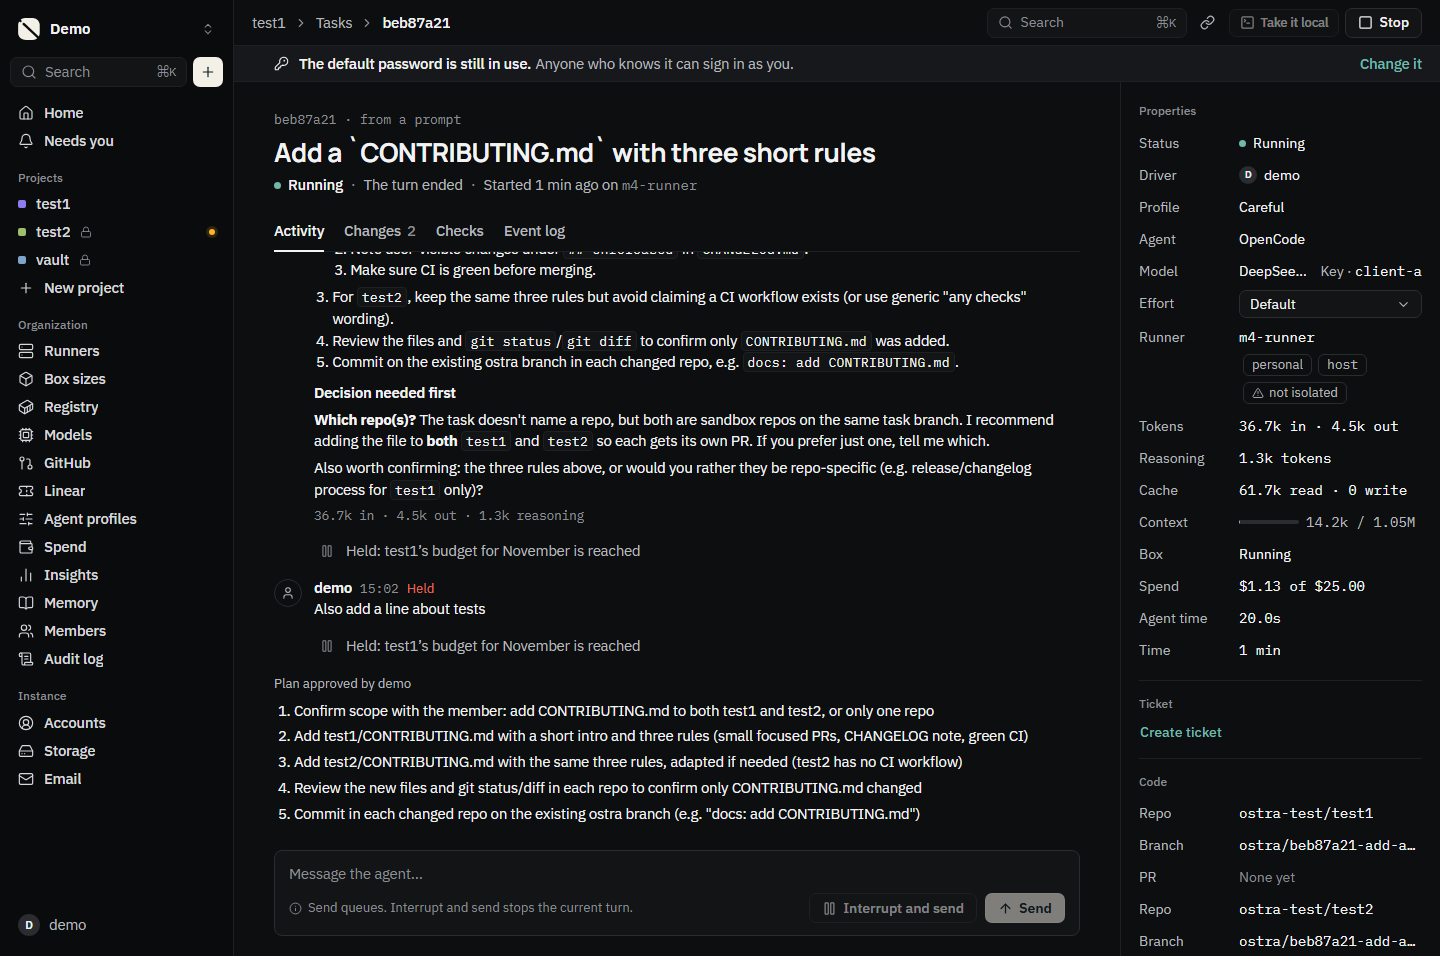 Demo
Search ⌘K
Home
Needs you
Projects
test1
test2
vault
New project
Organization
Runners
Box sizes
Registry
Models
GitHub
Linear
Agent profiles
Spend
Insights
Memory
Members
Audit log
Instance
Accounts
Storage
Email
D demo
test1 > Tasks > beb87a21
Search ⌘K
Take it local
Stop
The default password is still in use. Anyone who knows it can sign in as you.
Change it
beb87a21 · from a prompt
Add a `CONTRIBUTING.md` with three short rules
Running · The turn ended · Started 1 min ago on m4-runner
Activity Changes 2 Checks Event log
2. Note user-visible changes under ## Unreleased in CHANGELOG.md.
3. Make sure CI is green before merging.
3. For test2, keep the same three rules but avoid claiming a CI workflow exists (or use generic "any checks"
wording).
4. Review the files and git status/git diff to confirm only CONTRIBUTING.md was added.
5. Commit on the existing ostra branch in each changed repo, e.g. docs: add CONTRIBUTING.md.
Decision needed first
Which repo(s)? The task doesn't name a repo, but both are sandbox repos on the same task branch. I recommend
adding the file to both test1 and test2 so each gets its own PR. If you prefer just one, tell me which.
Also worth confirming: the three rules above, or would you rather they be repo-specific (e.g. release/changelog
process for test1 only)?
36.7k in · 4.5k out · 1.3k reasoning
Held: test1’s budget for November is reached
demo 15:02 Held
Also add a line about tests
Held: test1’s budget for November is reached
Plan approved by demo
1. Confirm scope with the member: add CONTRIBUTING.md to both test1 and test2, or only one repo
2. Add test1/CONTRIBUTING.md with a short intro and three rules (small focused PRs, CHANGELOG note, green CI)
3. Add test2/CONTRIBUTING.md with the same three rules, adapted if needed (test2 has no CI workflow)
4. Review the new files and git status/diff in each repo to confirm only CONTRIBUTING.md changed
5. Commit in each changed repo on the existing ostra branch (e.g. "docs: add CONTRIBUTING.md")
Message the agent...
Send queues. Interrupt and send stops the current turn.
Interrupt and send
Send
Properties
Status Running
Driver D demo
Profile Careful
Agent OpenCode
Model DeepSee... Key · client-a
Effort Default
Runner m4-runner
personal host
not isolated
Tokens 36.7k in · 4.5k out
Reasoning 1.3k tokens
Cache 61.7k read · 0 write
Context 14.2k / 1.05M
Box Running
Spend $1.13 of $25.00
Agent time 20.0s
Time 1 min
Ticket
Create ticket
Code
Repo ostra-test/test1
Branch ostra/beb87a21-add-a…
PR None yet
Repo ostra-test/test2
Branch ostra/beb87a21-add-a…